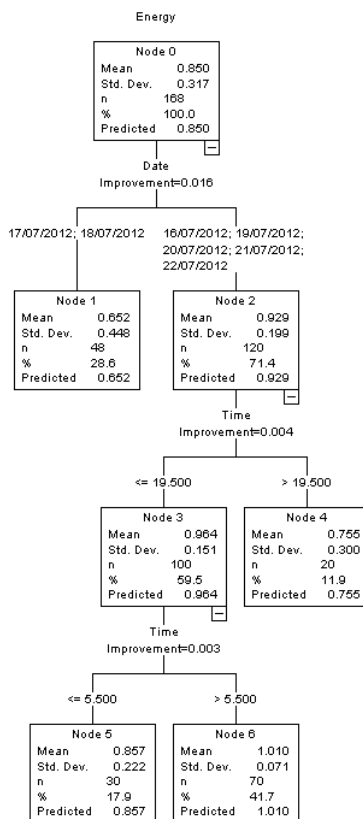 Energy
Node 0
Mean 0.850
Std. Dev. 0.317
n 168
% 100.0
Predicted 0.850
Date
Improvement=0.016
17/07/2012; 18/07/2012
16/07/2012; 19/07/2012;
20/07/2012; 21/07/2012;
22/07/2012
Node 1
Mean 0.652
Std. Dev. 0.448
n 48
% 28.6
Predicted 0.652
Node 2
Mean 0.929
Std. Dev. 0.199
n 120
% 71.4
Predicted 0.929
Time
Improvement=0.004
<= 19.500
> 19.500
Node 3
Mean 0.964
Std. Dev. 0.151
n 100
% 59.5
Predicted 0.964
Node 4
Mean 0.755
Std. Dev. 0.300
n 20
% 11.9
Predicted 0.755
Time
Improvement=0.003
<= 5.500
> 5.500
Node 5
Mean 0.857
Std. Dev. 0.222
n 30
% 17.9
Predicted 0.857
Node 6
Mean 1.010
Std. Dev. 0.071
n 70
% 41.7
Predicted 1.010